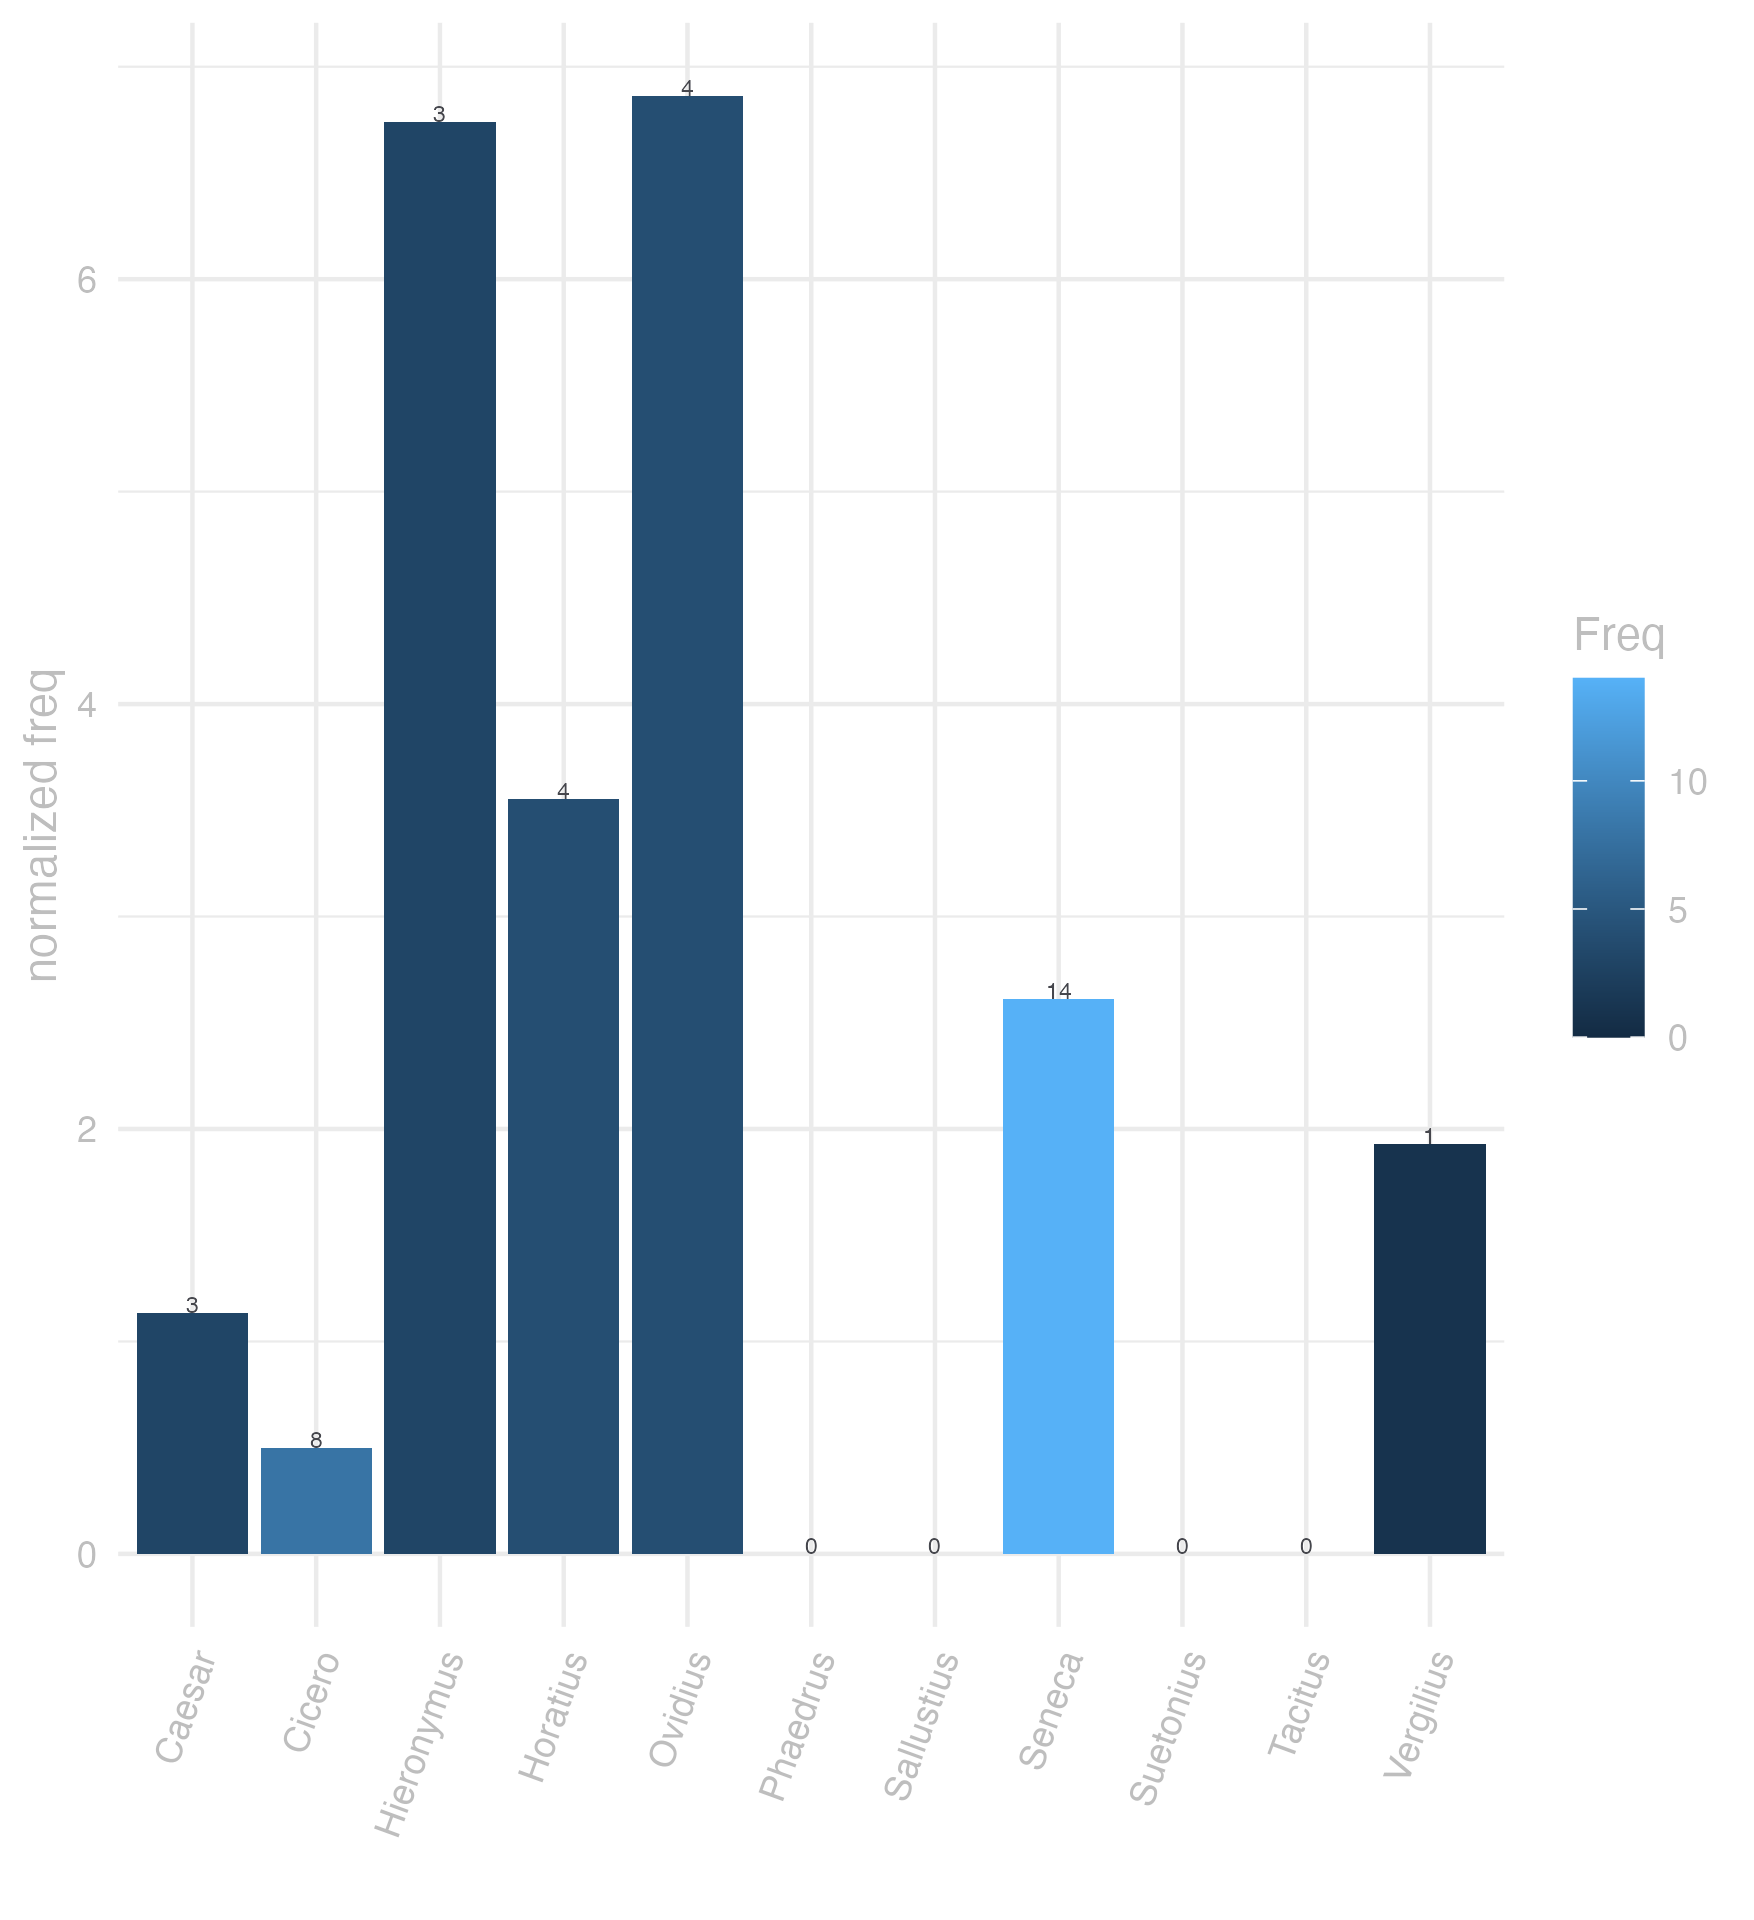 4
3
6
normalized freq
4
4
14
2
1
3
8
0
0
0
0
0
Caesar
Cicero
Hieronymus
Horatius
Ovidius
Phaedrus
Sallustius
Seneca
Suetonius
Tacitus
Vergilius
Freq
10
5
0